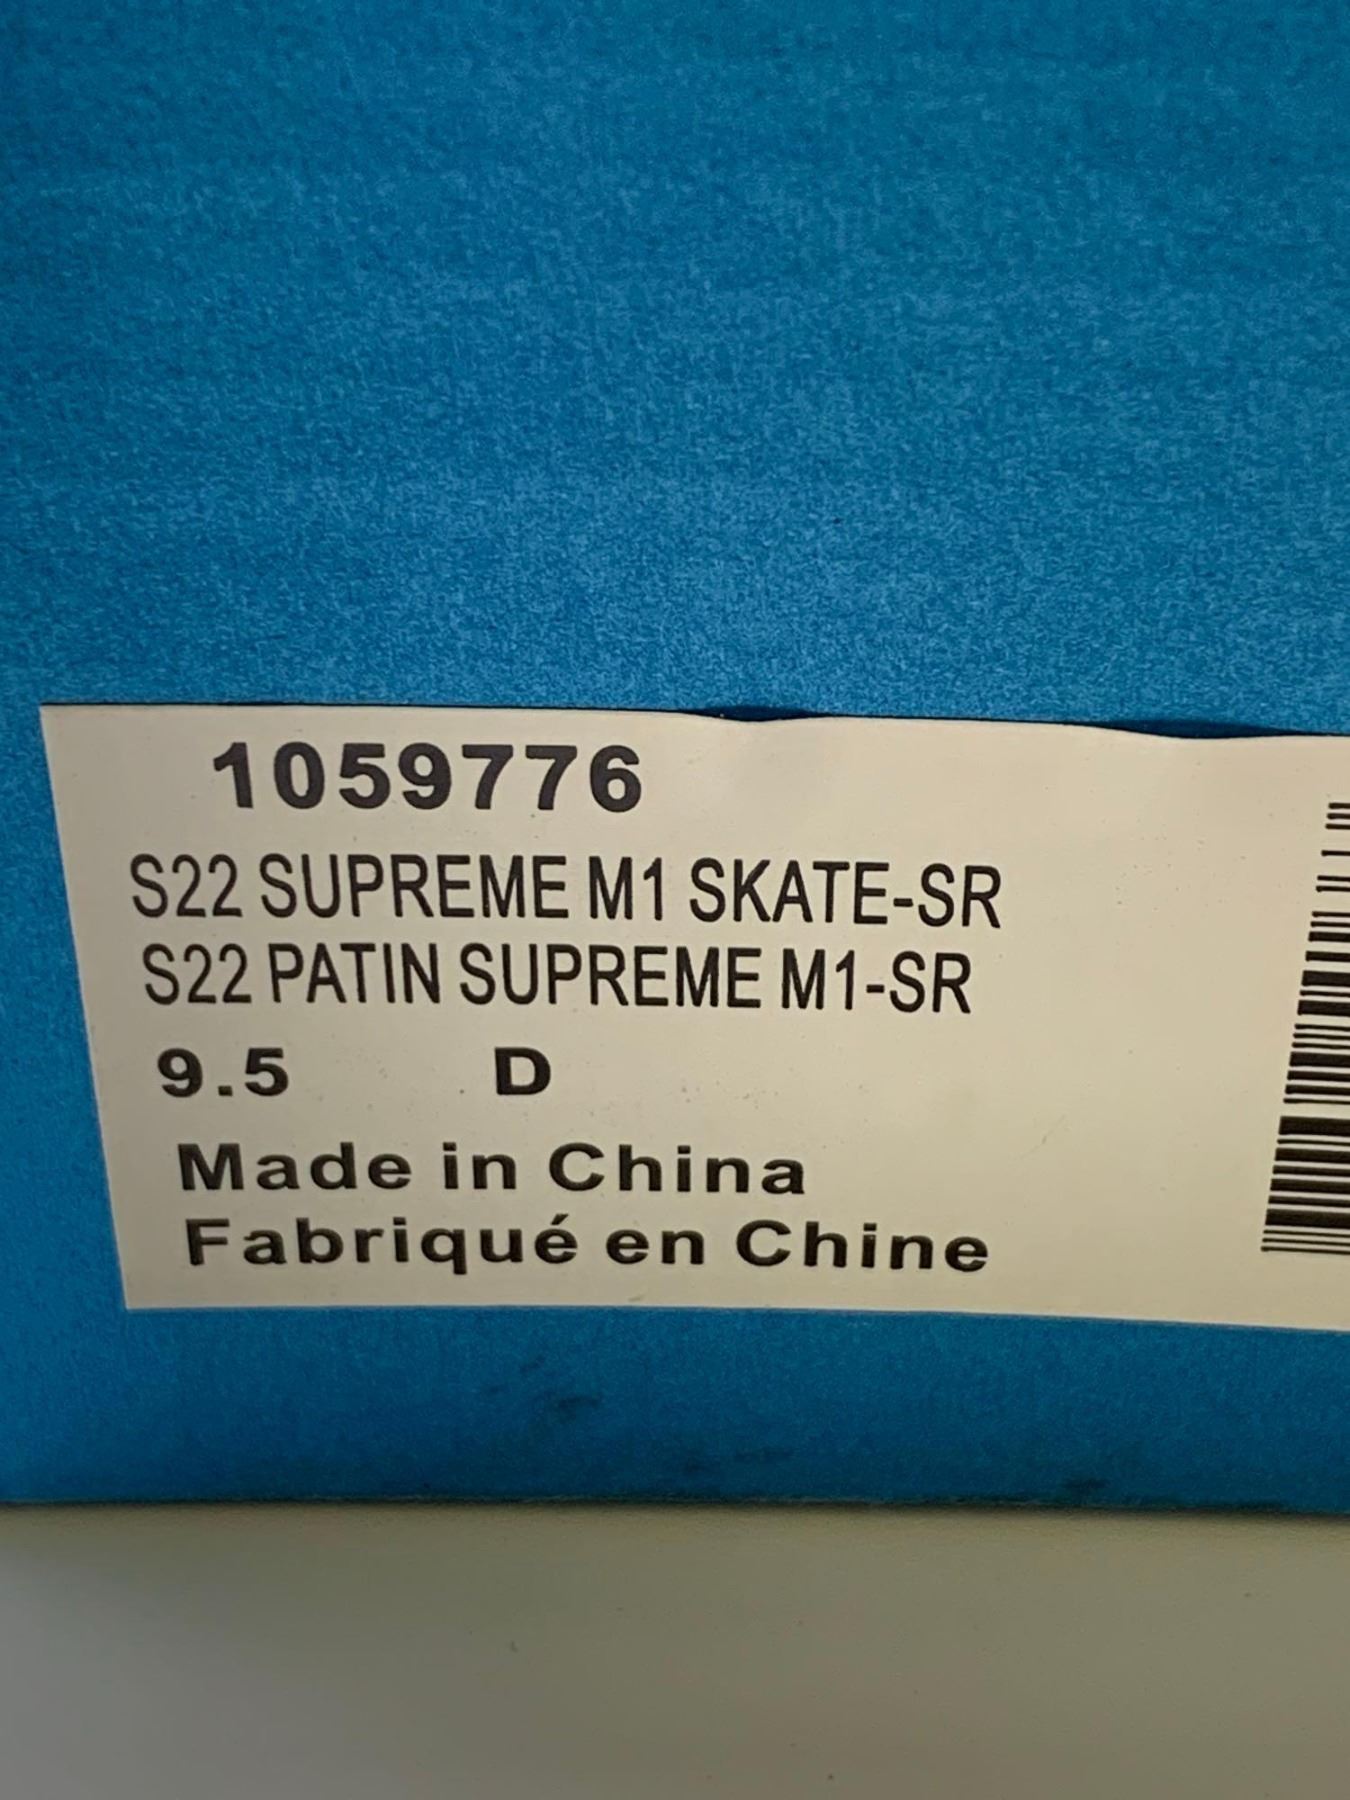 1059776
S22 SUPREME M1 SKATE-SR
S22 PATIN SUPREME M1-SR
9.5 D
Made in China
Fabriqué en Chine